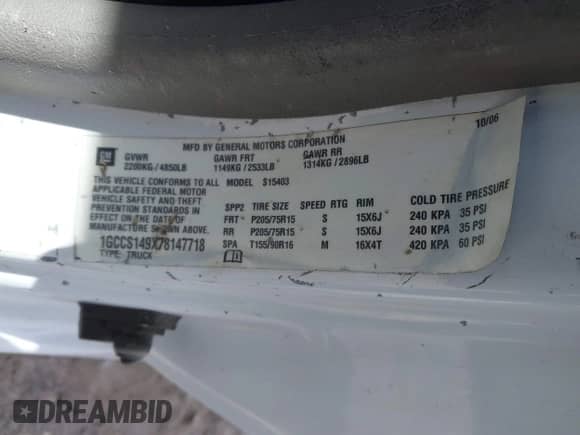 10/06
MFD BY GENERAL MOTORS CORPORATION
GM GVWR GAWR FRT GAWR RR
2200KG / 4850LB 1149KG / 2533LB 1314KG / 2896LB
THIS VEHICLE CONFORMS TO ALL MODEL S15403
APPLICABLE FEDERAL MOTOR
VEHICLE SAFETY AND THEFT
PREVENTION STANDARDS IN
EFFECT ON THE DATE OF
MANUFACTURE SHOWN ABOVE.
1GCCS149X78147718
TYPE: TRUCK
SPP2 TIRE SIZE SPEED RTG RIM COLD TIRE PRESSURE
FRT P205/75R15 S 15X6J 240 KPA 35 PSI
RR P205/75R15 S 15X6J 240 KPA 35 PSI
SPA T155/90R16 M 16X4T 420 KPA 60 PSI
DREAMBID